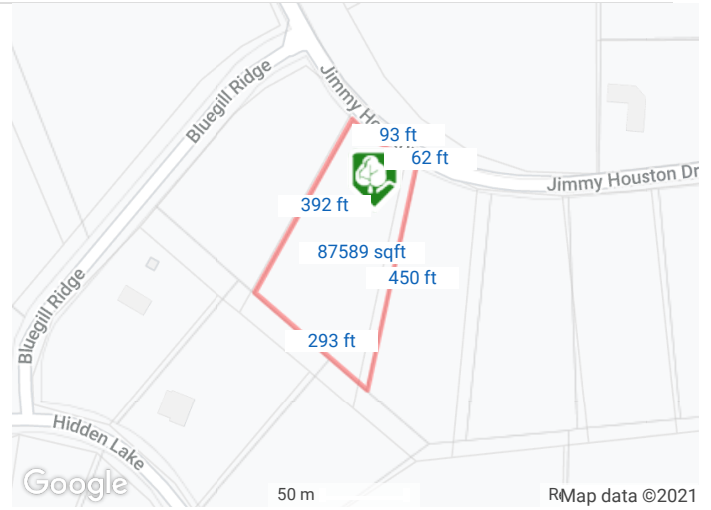 Bluegill Ridge
Jimmy Ho
93 ft
62 ft
Jimmy Houston Dr
392 ft
87589 sqft
450 ft
Bluegill Ridge
293 ft
Hidden Lake
Google
50 m
Map data ©2021